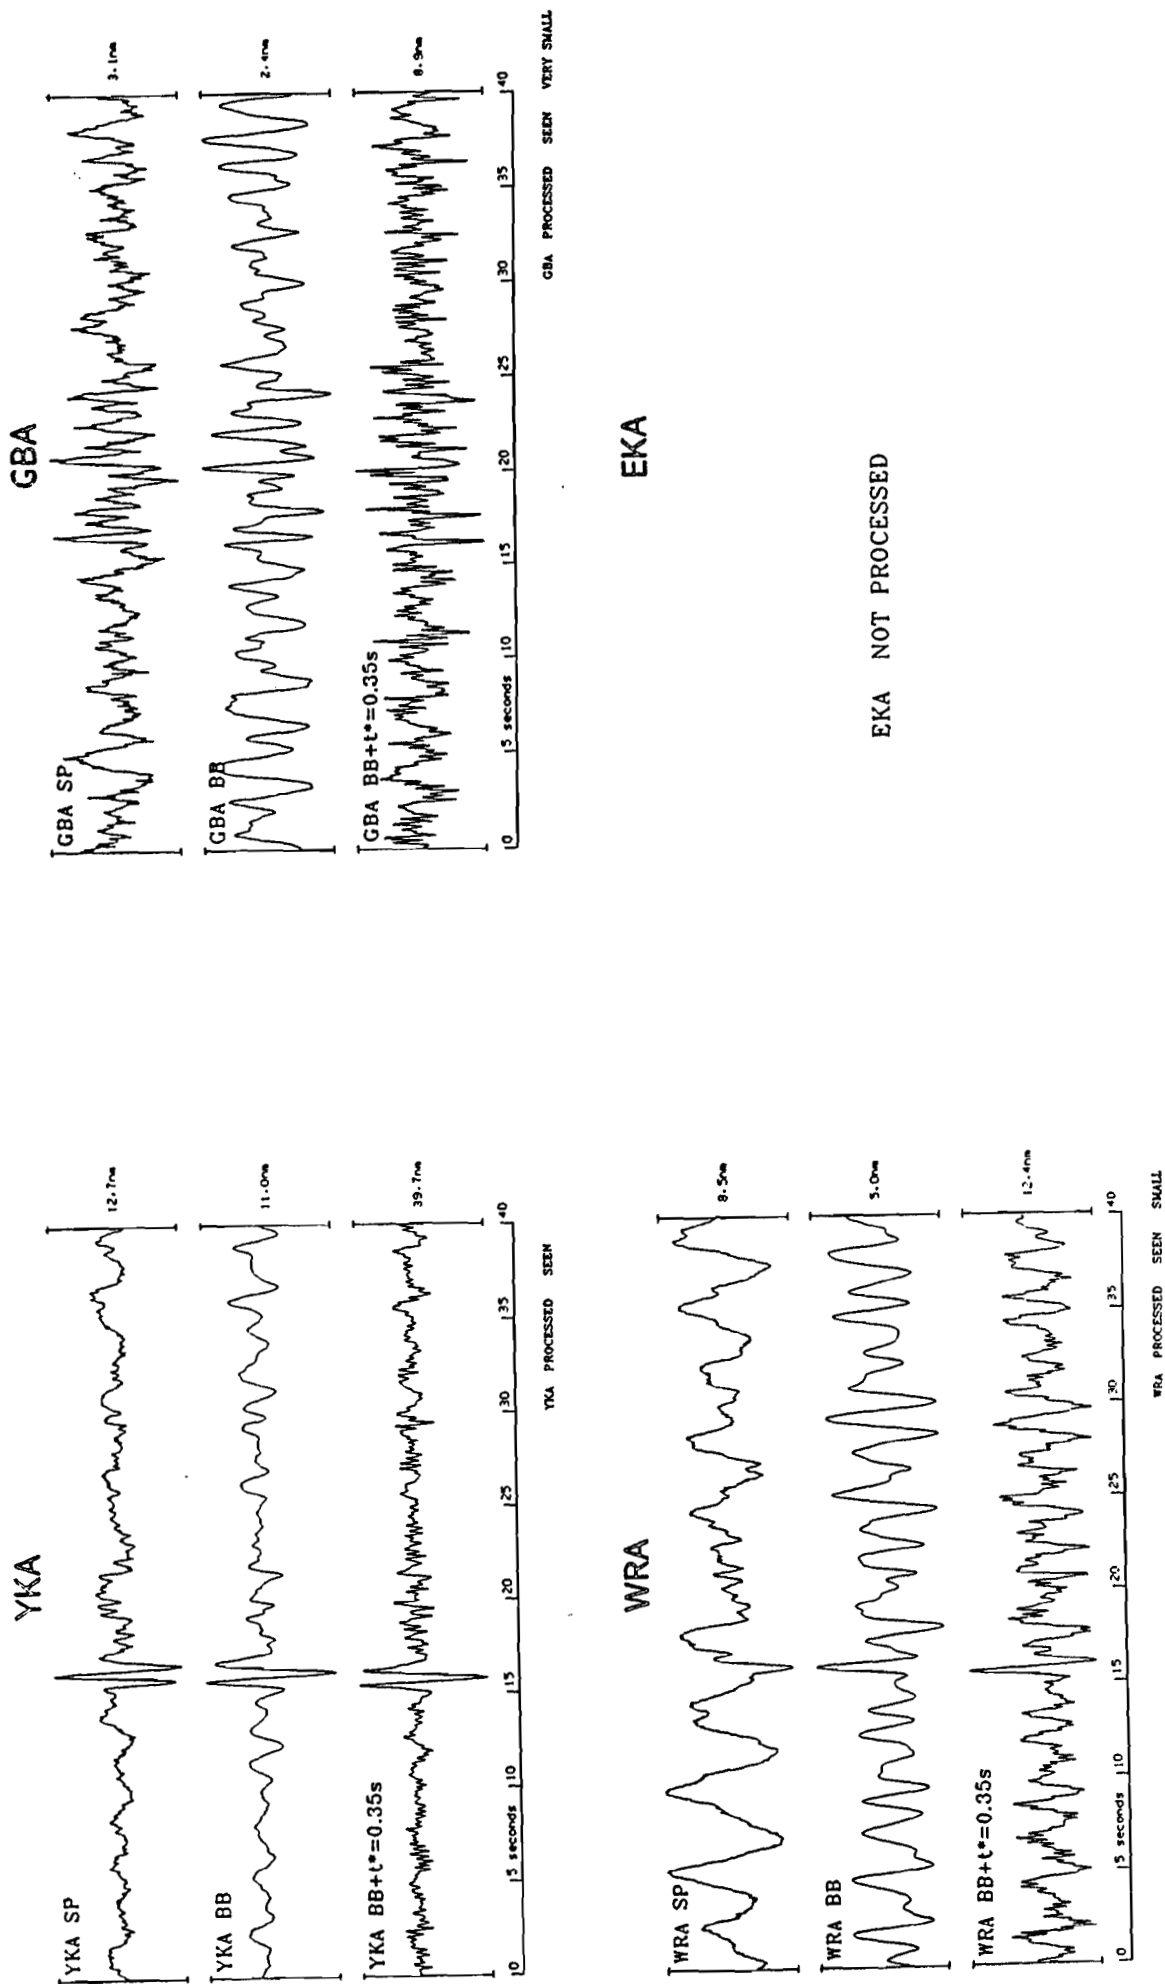 YKA
YKA SP
12.7nm
YKA BB
11.0nm
YKA BB+t*=0.35s
39.7nm
0 5 seconds 10 15 20 25 30 35 40
YKA PROCESSED SEEN
GBA
GBA SP
3.1nm
GBA BB
2.4nm
GBA BB+t*=0.35s
8.9nm
0 5 seconds 10 15 20 25 30 35 40
GBA PROCESSED SEEN VERY SMALL
WRA
WRA SP
8.5nm
WRA BB
5.0nm
WRA BB+t*=0.35s
12.4nm
0 5 seconds 10 15 20 25 30 35 40
WRA PROCESSED SEEN SMALL
EKA
EKA NOT PROCESSED